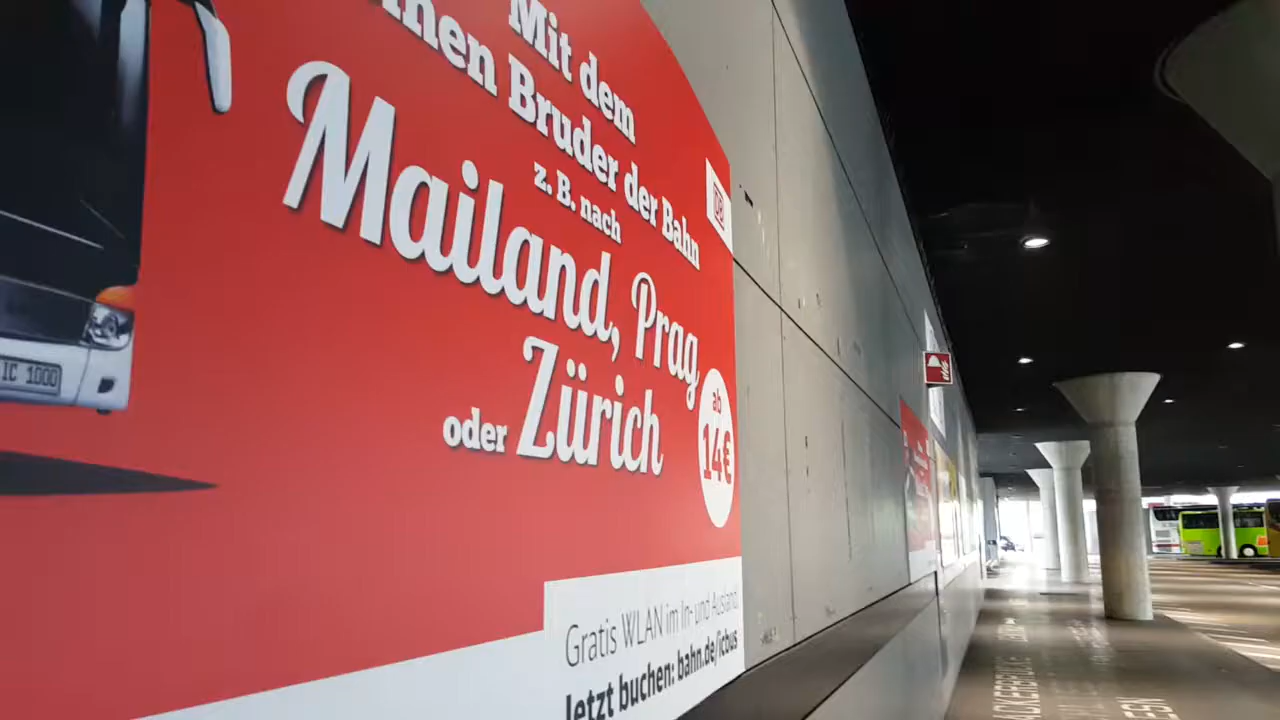 Mit dem
Bruder der Bahn
z. B. nach
Mailand, Prag
oder Zürich
ab
14€
DB
IC 1000
Gratis WLAN im In- und Ausland
Jetzt buchen: bahn.de/icbus